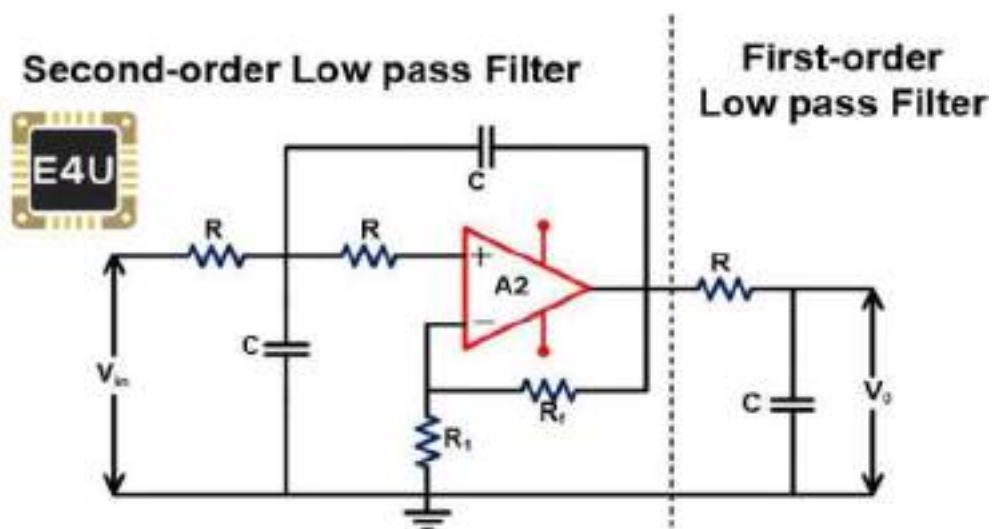 Second-order Low pass Filter
First-order
Low pass Filter
E4U
C
R
R
+
A2
−
R
C
Vin
Rf
R1
C
V0